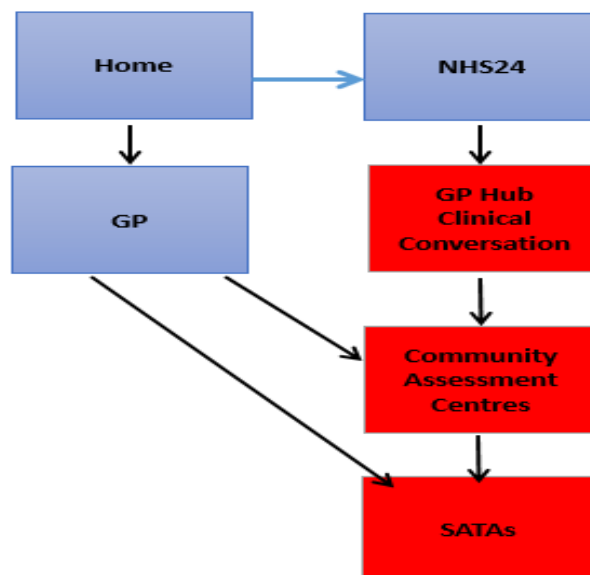 Home
NHS24
GP
GP Hub
Clinical
Conversation
Community
Assessment
Centres
SATAs